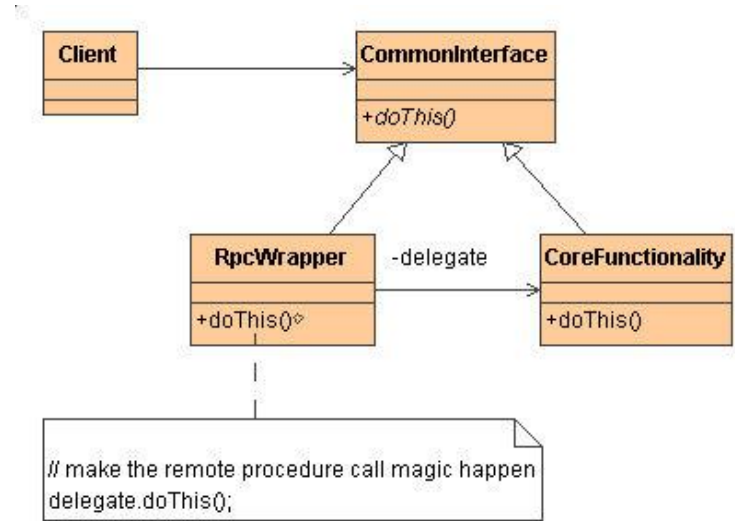 Client
CommonInterface
+doThis()
RpcWrapper
-delegate
CoreFunctionality
+doThis()
+doThis()
// make the remote procedure call magic happen
delegate.doThis();